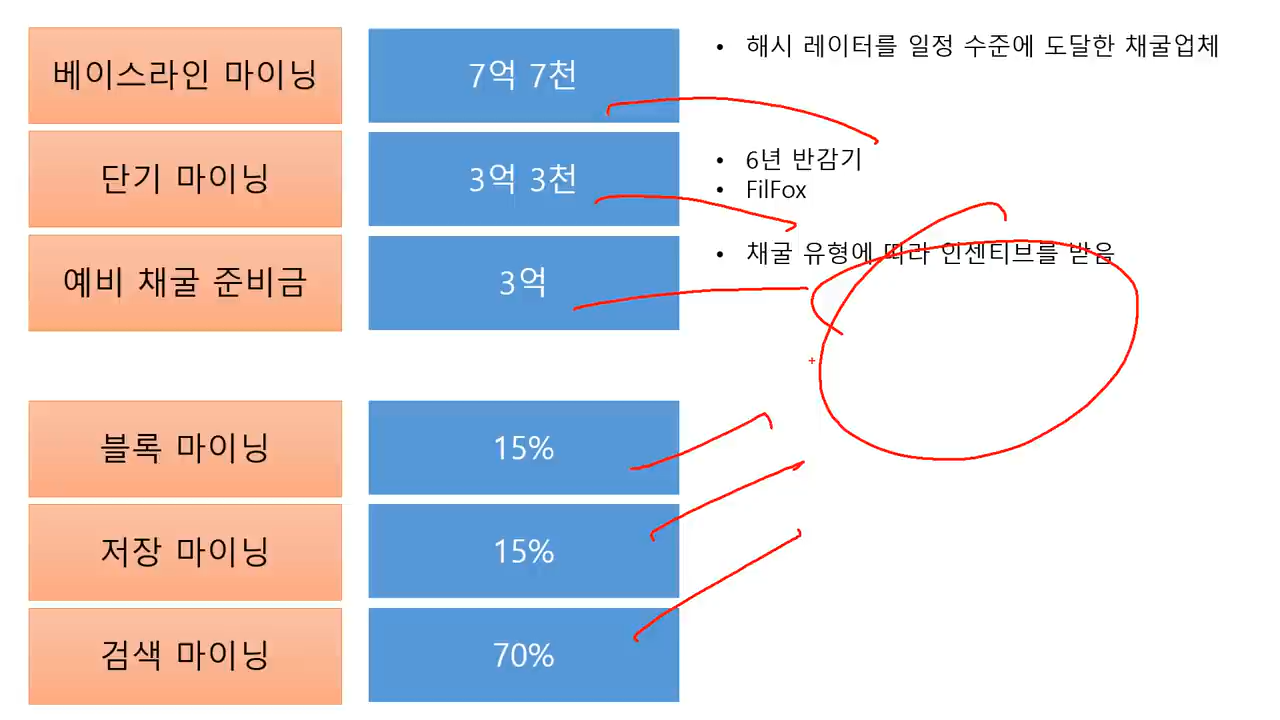 베이스라인 마이닝
7억 7천
• 해시 레이터를 일정 수준에 도달한 채굴업체
단기 마이닝
3억 3천
• 6년 반감기
• FilFox
예비 채굴 준비금
3억
• 채굴 유형에 따라 인센티브를 받음
블록 마이닝
15%
저장 마이닝
15%
검색 마이닝
70%